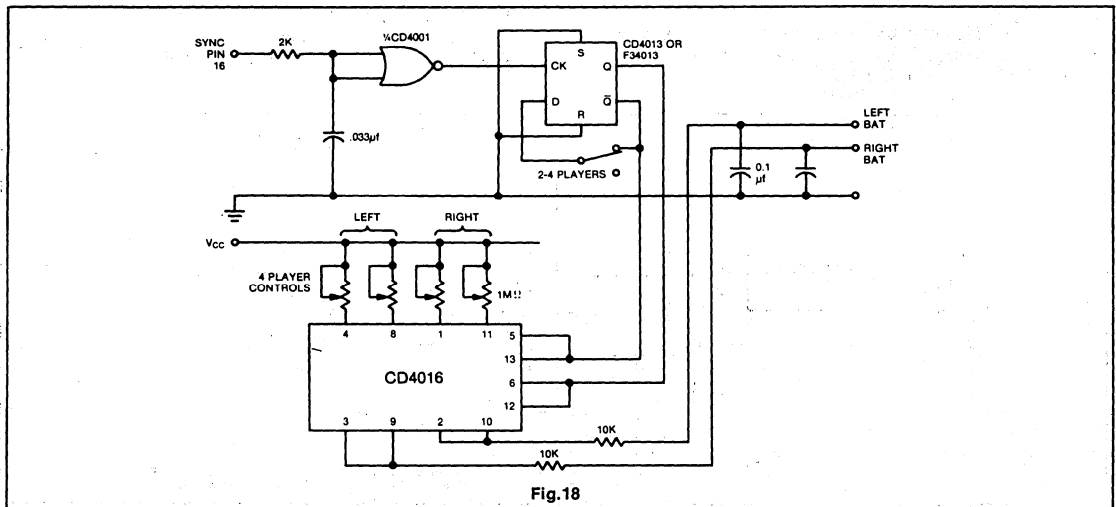 SYNC
PIN
16
2K
¼CD4001
.033µf
CD4013 OR
F34013
S
CK
Q
D
Q̅
R
2-4 PLAYERS
LEFT
BAT
RIGHT
BAT
0.1
µf
LEFT
RIGHT
VCC
4 PLAYER
CONTROLS
1MΩ
4 8 1 11
5
13
CD4016
6
12
3 9 2 10
10K
10K
Fig.18